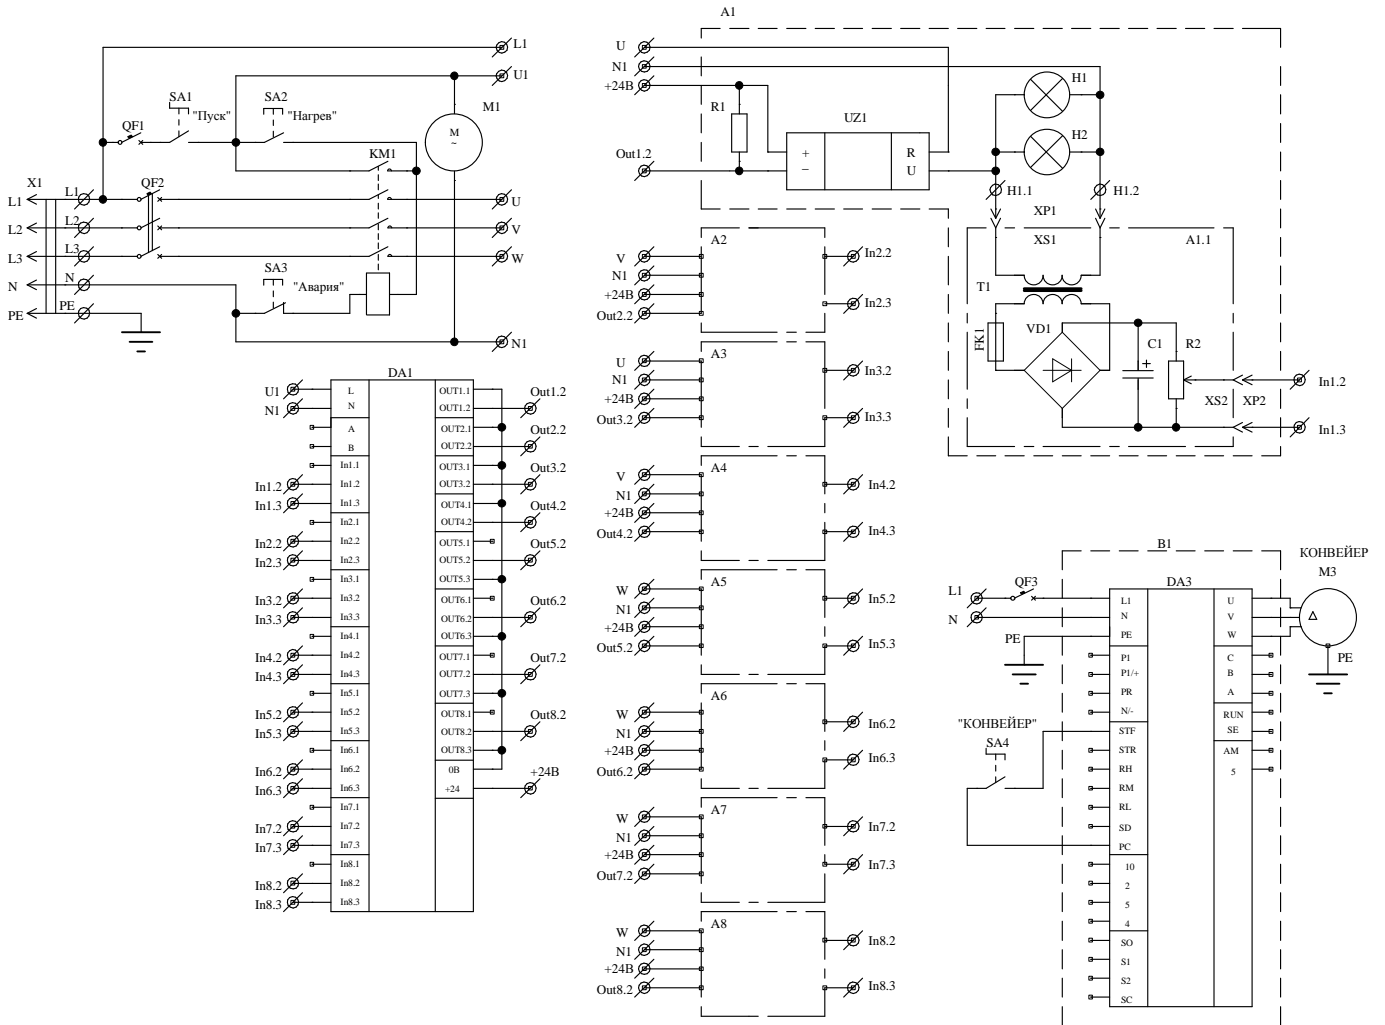 A1
L1
U1
U
N1
+24В
SA1
"Пуск"
SA2
"Нагрев"
QF1
M1
M
~
R1
UZ1
+
−
R
U
H1
H2
Out1.2
H1.1
H1.2
KM1
X1
QF2
L1
L1
U
L2
L2
V
L3
L3
W
N
N
SA3
"Авария"
PE
PE
N1
XP1
XS1
A1.1
T1
FK1
VD1
C1
+
R2
XS2
XP2
In1.2
In1.3
A2
V
N1
+24В
Out2.2
In2.2
In2.3
A3
U
N1
+24В
Out3.2
In3.2
In3.3
A4
V
N1
+24В
Out4.2
In4.2
In4.3
A5
W
N1
+24В
Out5.2
In5.2
In5.3
A6
W
N1
+24В
Out6.2
In6.2
In6.3
A7
W
N1
+24В
Out7.2
In7.2
In7.3
A8
W
N1
+24В
Out8.2
In8.2
In8.3
DA1
U1
N1
In1.2
In1.3
In2.2
In2.3
In3.2
In3.3
In4.2
In4.3
In5.2
In5.3
In6.2
In6.3
In7.2
In7.3
In8.2
In8.3
L
N
A
B
In1.1
In1.2
In1.3
In2.1
In2.2
In2.3
In3.1
In3.2
In3.3
In4.1
In4.2
In4.3
In5.1
In5.2
In5.3
In6.1
In6.2
In6.3
In7.1
In7.2
In7.3
In8.1
In8.2
In8.3
OUT1.1
OUT1.2
OUT2.1
OUT2.2
OUT3.1
OUT3.2
OUT4.1
OUT4.2
OUT5.1
OUT5.2
OUT5.3
OUT6.1
OUT6.2
OUT6.3
OUT7.1
OUT7.2
OUT7.3
OUT8.1
OUT8.2
OUT8.3
0В
+24
Out1.2
Out2.2
Out3.2
Out4.2
Out5.2
Out6.2
Out7.2
Out8.2
+24В
B1
КОНВЕЙЕР
M3
Δ
PE
L1
QF3
N
PE
DA3
"КОНВЕЙЕР"
SA4
L1
N
PE
P1
P1/+
PR
N/-
STF
STR
RH
RM
RL
SD
PC
10
2
5
4
SO
S1
S2
SC
U
V
W
C
B
A
RUN
SE
AM
5